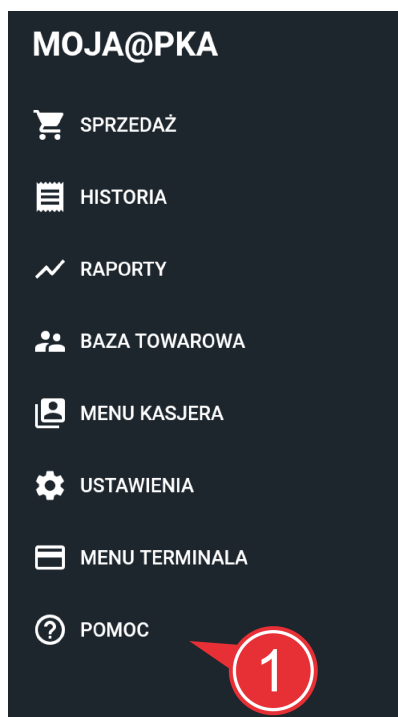 MOJA@PKA
SPRZEDAŻ
HISTORIA
RAPORTY
BAZA TOWAROWA
MENU KASJERA
USTAWIENIA
MENU TERMINALA
POMOC
1